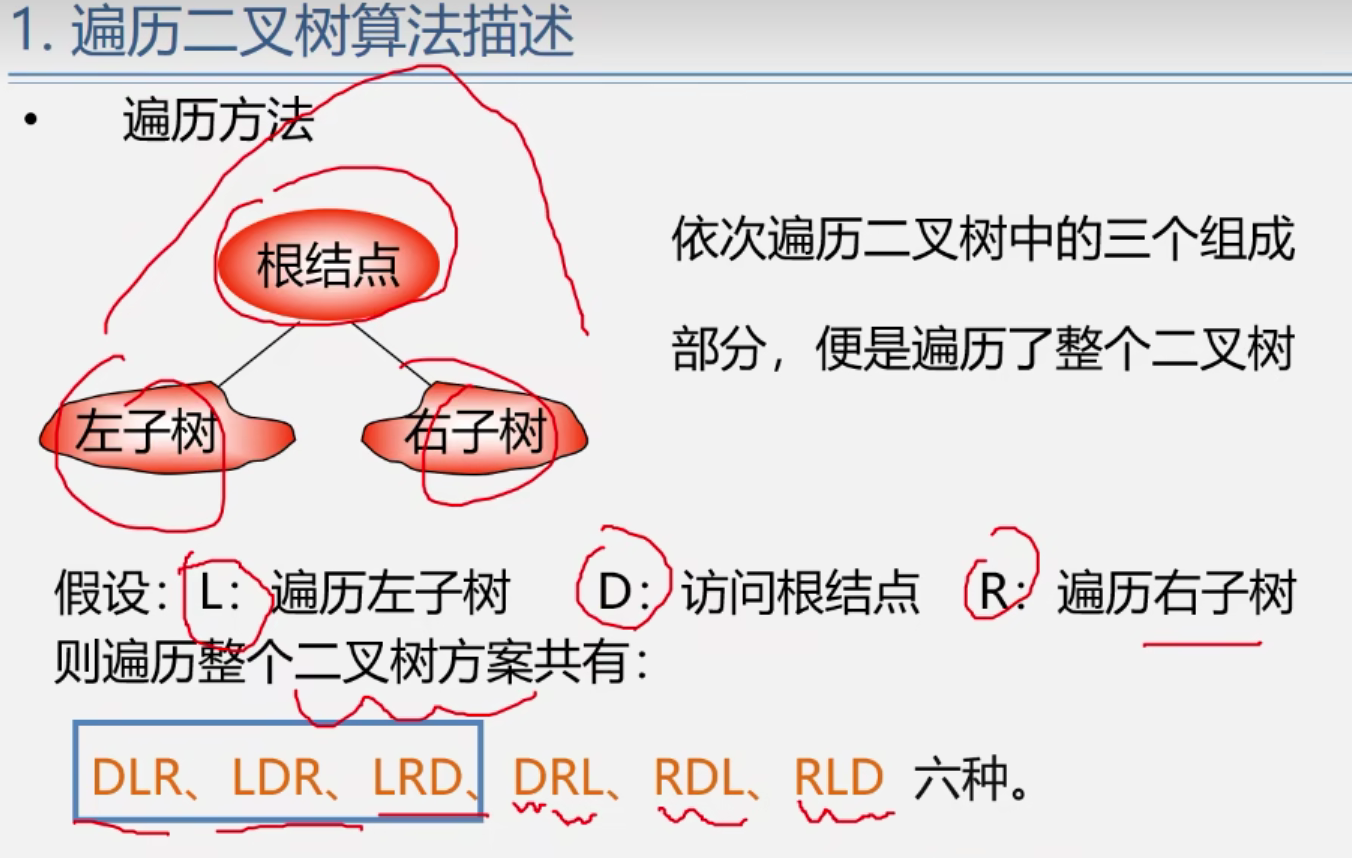 1. 遍历二叉树算法描述
• 遍历方法
根结点
左子树
右子树
依次遍历二叉树中的三个组成
部分，便是遍历了整个二叉树
假设：L：遍历左子树 D：访问根结点 R：遍历右子树
则遍历整个二叉树方案共有：
DLR、LDR、LRD、DRL、RDL、RLD 六种。